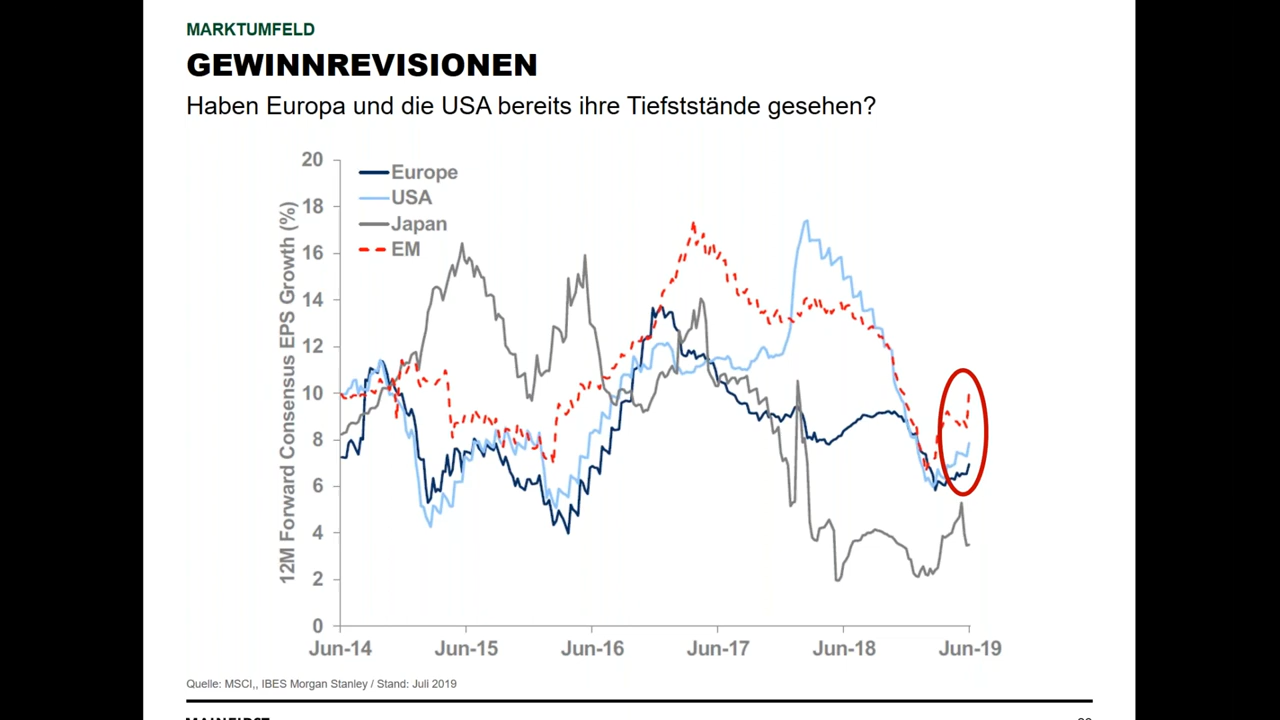 MARKTUMFELD
GEWINNREVISIONEN
Haben Europa und die USA bereits ihre Tiefststände gesehen?
12M Forward Consensus EPS Growth (%)
20
18
16
14
12
10
8
6
4
2
0
Europe
USA
Japan
EM
Jun-14 Jun-15 Jun-16 Jun-17 Jun-18 Jun-19
Quelle: MSCI,, IBES Morgan Stanley / Stand: Juli 2019
MAINFIRST